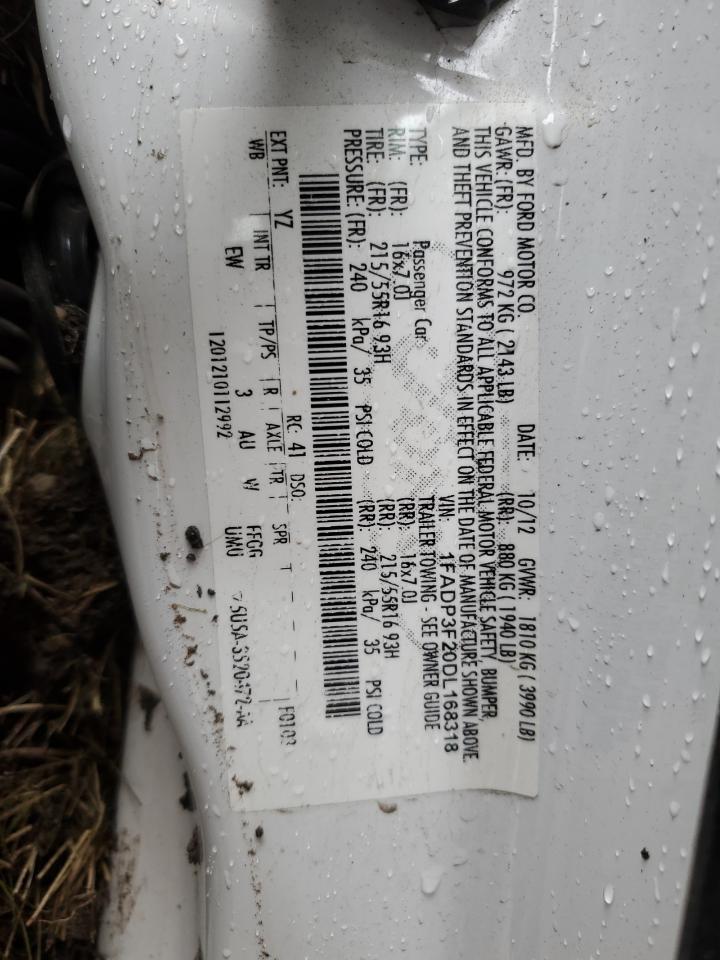 MFD. BY FORD MOTOR CO. DATE: 10/12 GVWR: 1810 KG ( 3990 LB)
GAWR: (FR): 972 KG ( 2143 LB) (RR): 880 KG ( 1940 LB)
THIS VEHICLE CONFORMS TO ALL APPLICABLE FEDERAL MOTOR VEHICLE SAFETY, BUMPER,
AND THEFT PREVENTION STANDARDS IN EFFECT ON THE DATE OF MANUFACTURE SHOWN ABOVE.
VIN: 1FADP3F20DL168318
TYPE: Passenger Car TRAILER TOWING - SEE OWNER GUIDE
RIM: (FR): 16x7.0J (RR): 16x7.0J
TIRE: (FR): 215/55R16 93H (RR): 215/55R16 93H
PRESSURE: (FR): 240 kPa/ 35 PSI COLD (RR): 240 kPa/ 35 PSI COLD
RC: 41 DSO:
EXT PNT: YZ INT TR TP/PS R AXLE TR SPR T
WB EW 3 AU W FFGG
UMU
1201210112992